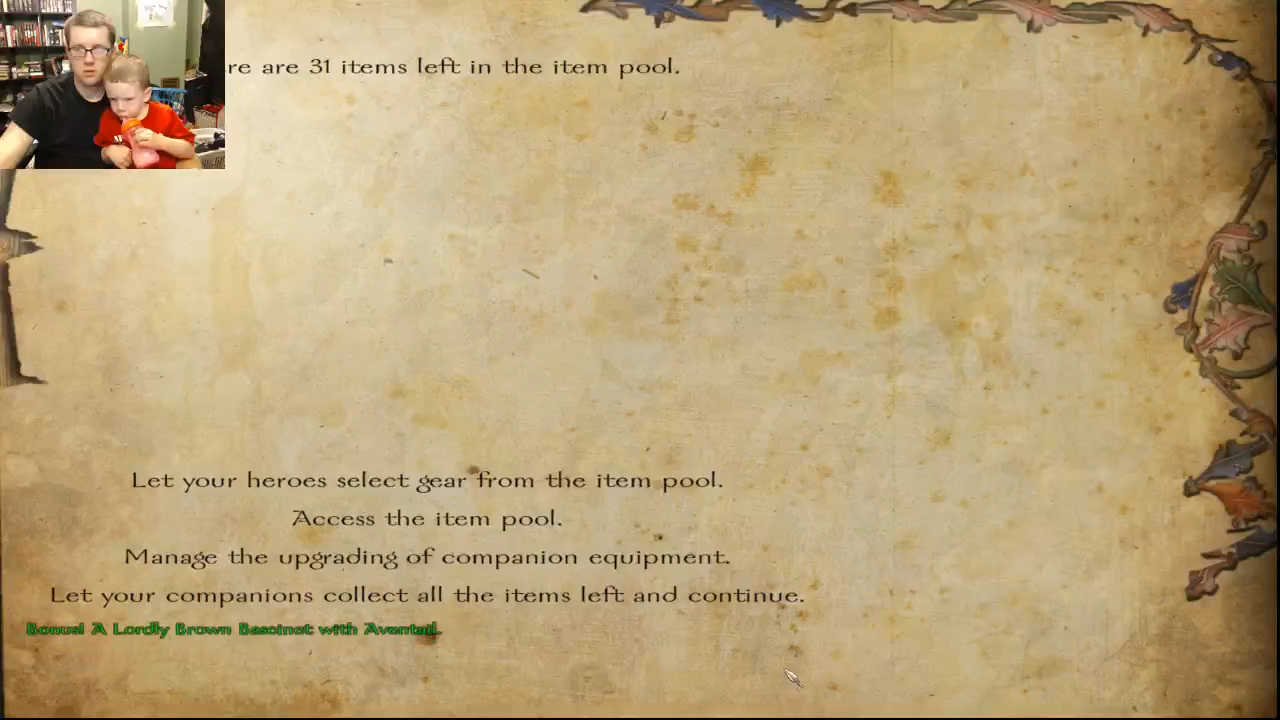 re are 31 items left in the item pool.
Let your heroes select gear from the item pool.
Access the item pool.
Manage the upgrading of companion equipment.
Let your companions collect all the items left and continue.
Bonus! A Lordly Brown Bascinet with Aventail.